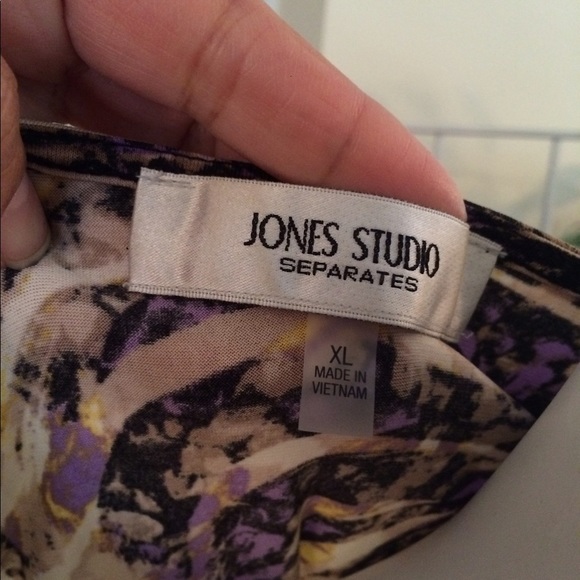 JONES STUDIO
SEPARATES
XL
MADE IN
VIETNAM